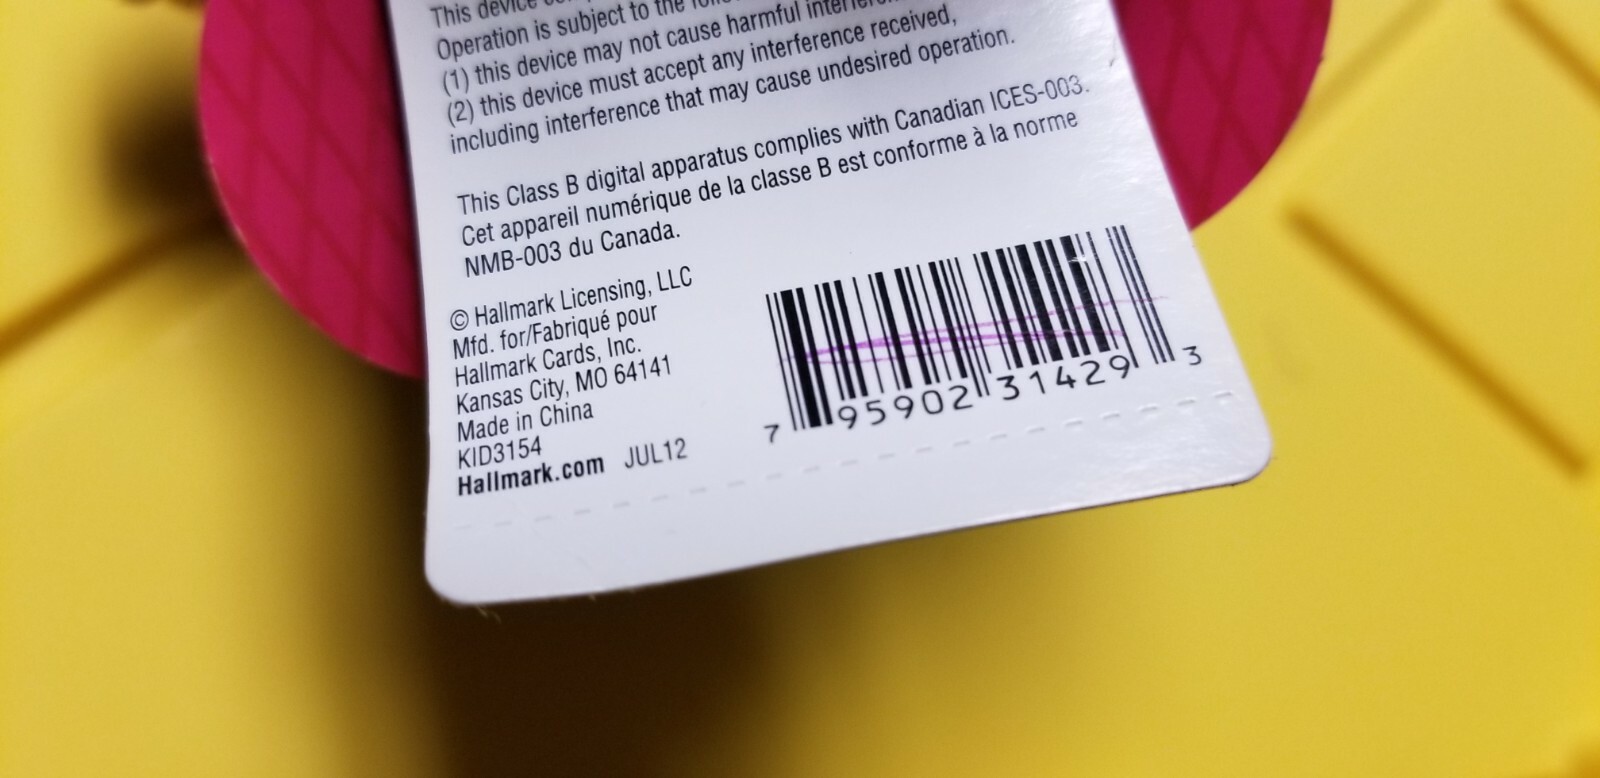 This device
Operation is subject to the
(1) this device may not cause harmful
(2) this device must accept any interference received,
including interference that may cause undesired operation.
This Class B digital apparatus complies with Canadian ICES-003.
Cet appareil numérique de la classe B est conforme à la norme
NMB-003 du Canada.
© Hallmark Licensing, LLC
Mfd. for/Fabriqué pour
Hallmark Cards, Inc.
Kansas City, MO 64141
Made in China
KID3154
Hallmark.com JUL12
7 95902 31429 3